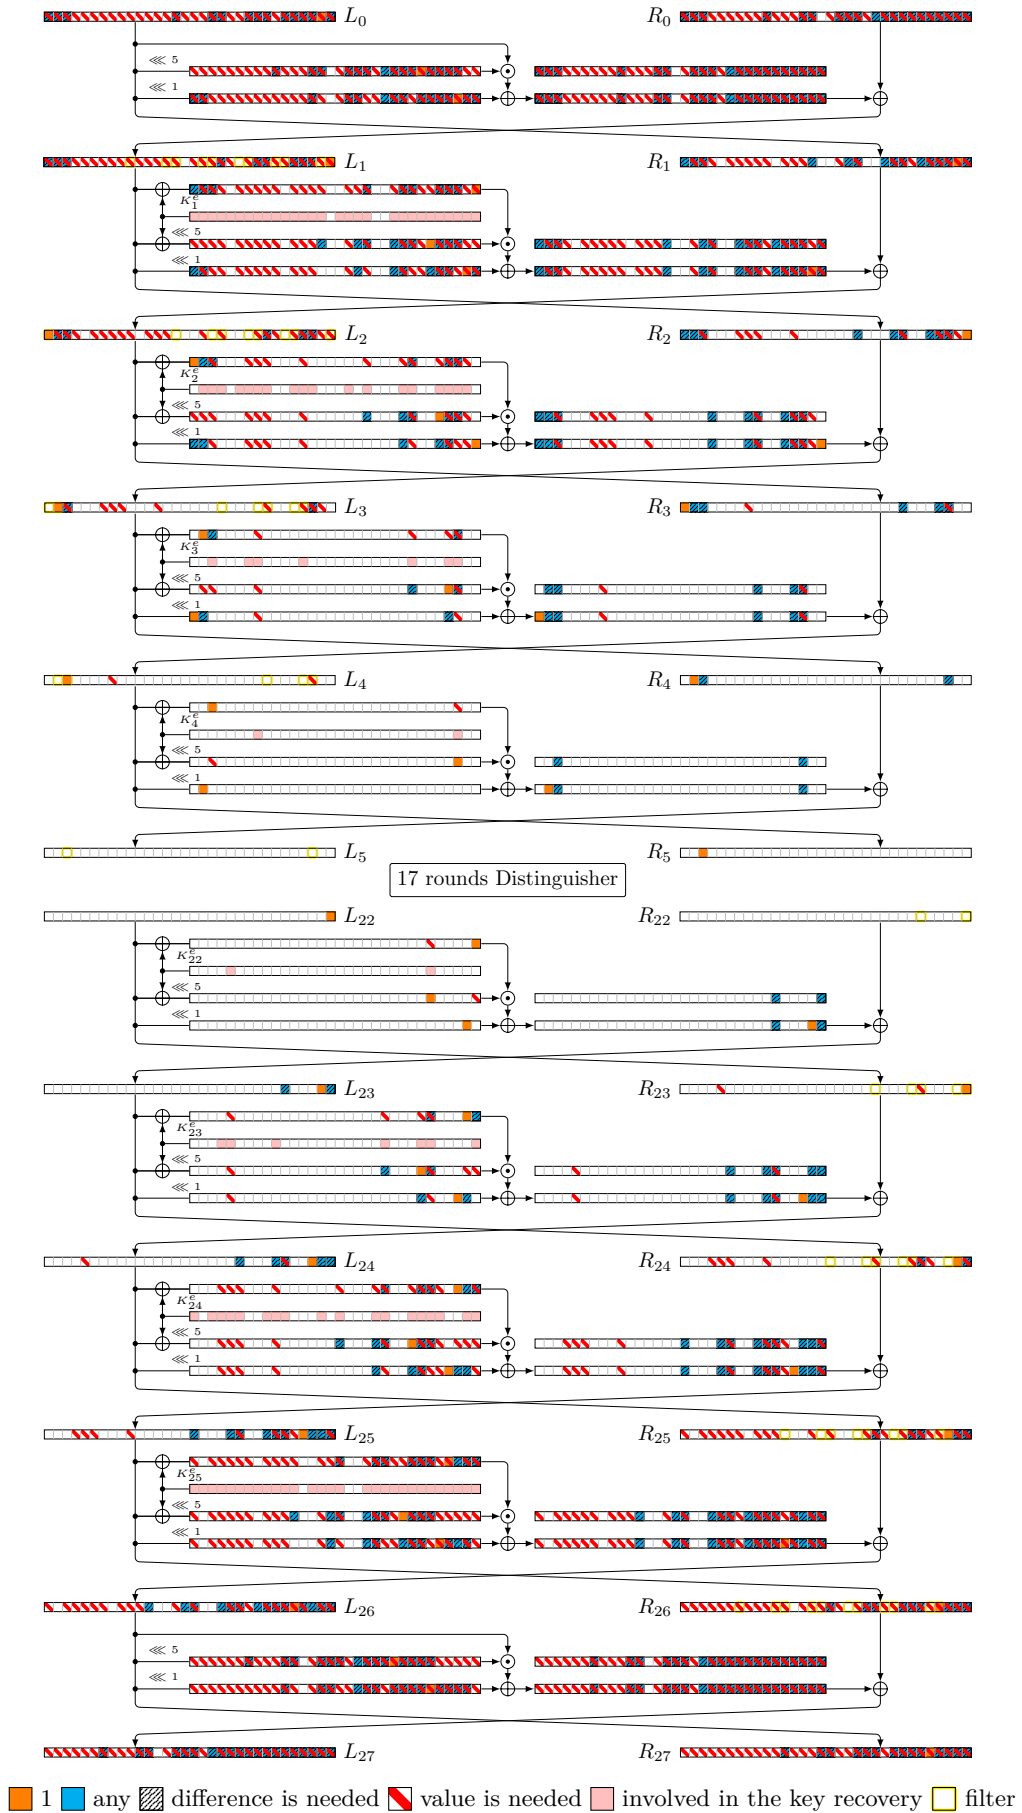 L₀ R₀
⋘ 5
⋘ 1
L₁ R₁
K₁ᵉ
⋘ 5
⋘ 1
L₂ R₂
K₂ᵉ
⋘ 5
⋘ 1
L₃ R₃
K₃ᵉ
⋘ 5
⋘ 1
L₄ R₄
K₄ᵉ
⋘ 5
⋘ 1
L₅ R₅
17 rounds Distinguisher
L₂₂ R₂₂
K₂₂ᵉ
⋘ 5
⋘ 1
L₂₃ R₂₃
K₂₃ᵉ
⋘ 5
⋘ 1
L₂₄ R₂₄
K₂₄ᵉ
⋘ 5
⋘ 1
L₂₅ R₂₅
K₂₅ᵉ
⋘ 5
⋘ 1
L₂₆ R₂₆
⋘ 5
⋘ 1
L₂₇ R₂₇
1 any difference is needed value is needed involved in the key recovery filter